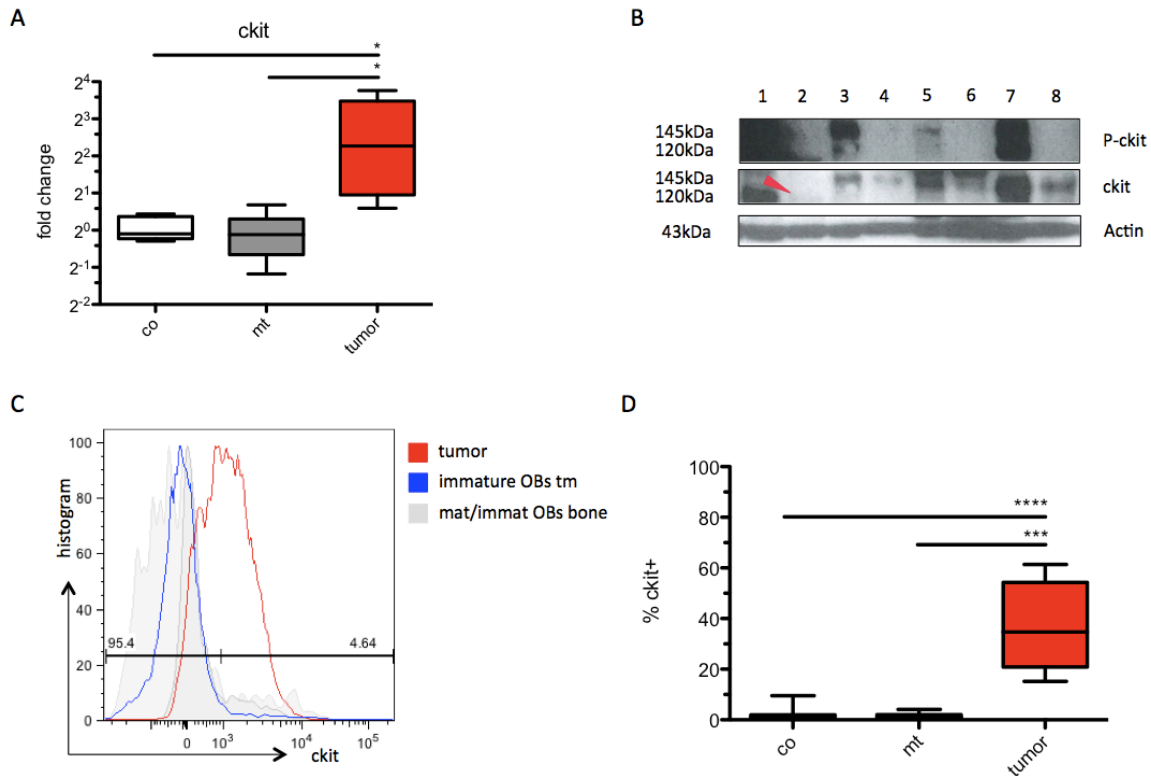 A
ckit
*
*
2^4
2^3
2^2
2^1
2^0
2^-1
2^-2
fold change
co
mt
tumor
B
1 2 3 4 5 6 7 8
145kDa
120kDa
P-ckit
145kDa
120kDa
ckit
43kDa
Actin
C
100
80
60
40
20
0
histogram
95.4
4.64
0 10^3 10^4 10^5
ckit
tumor
immature OBs tm
mat/immat OBs bone
D
100
80
60
40
20
0
% ckit+
****
***
co
mt
tumor